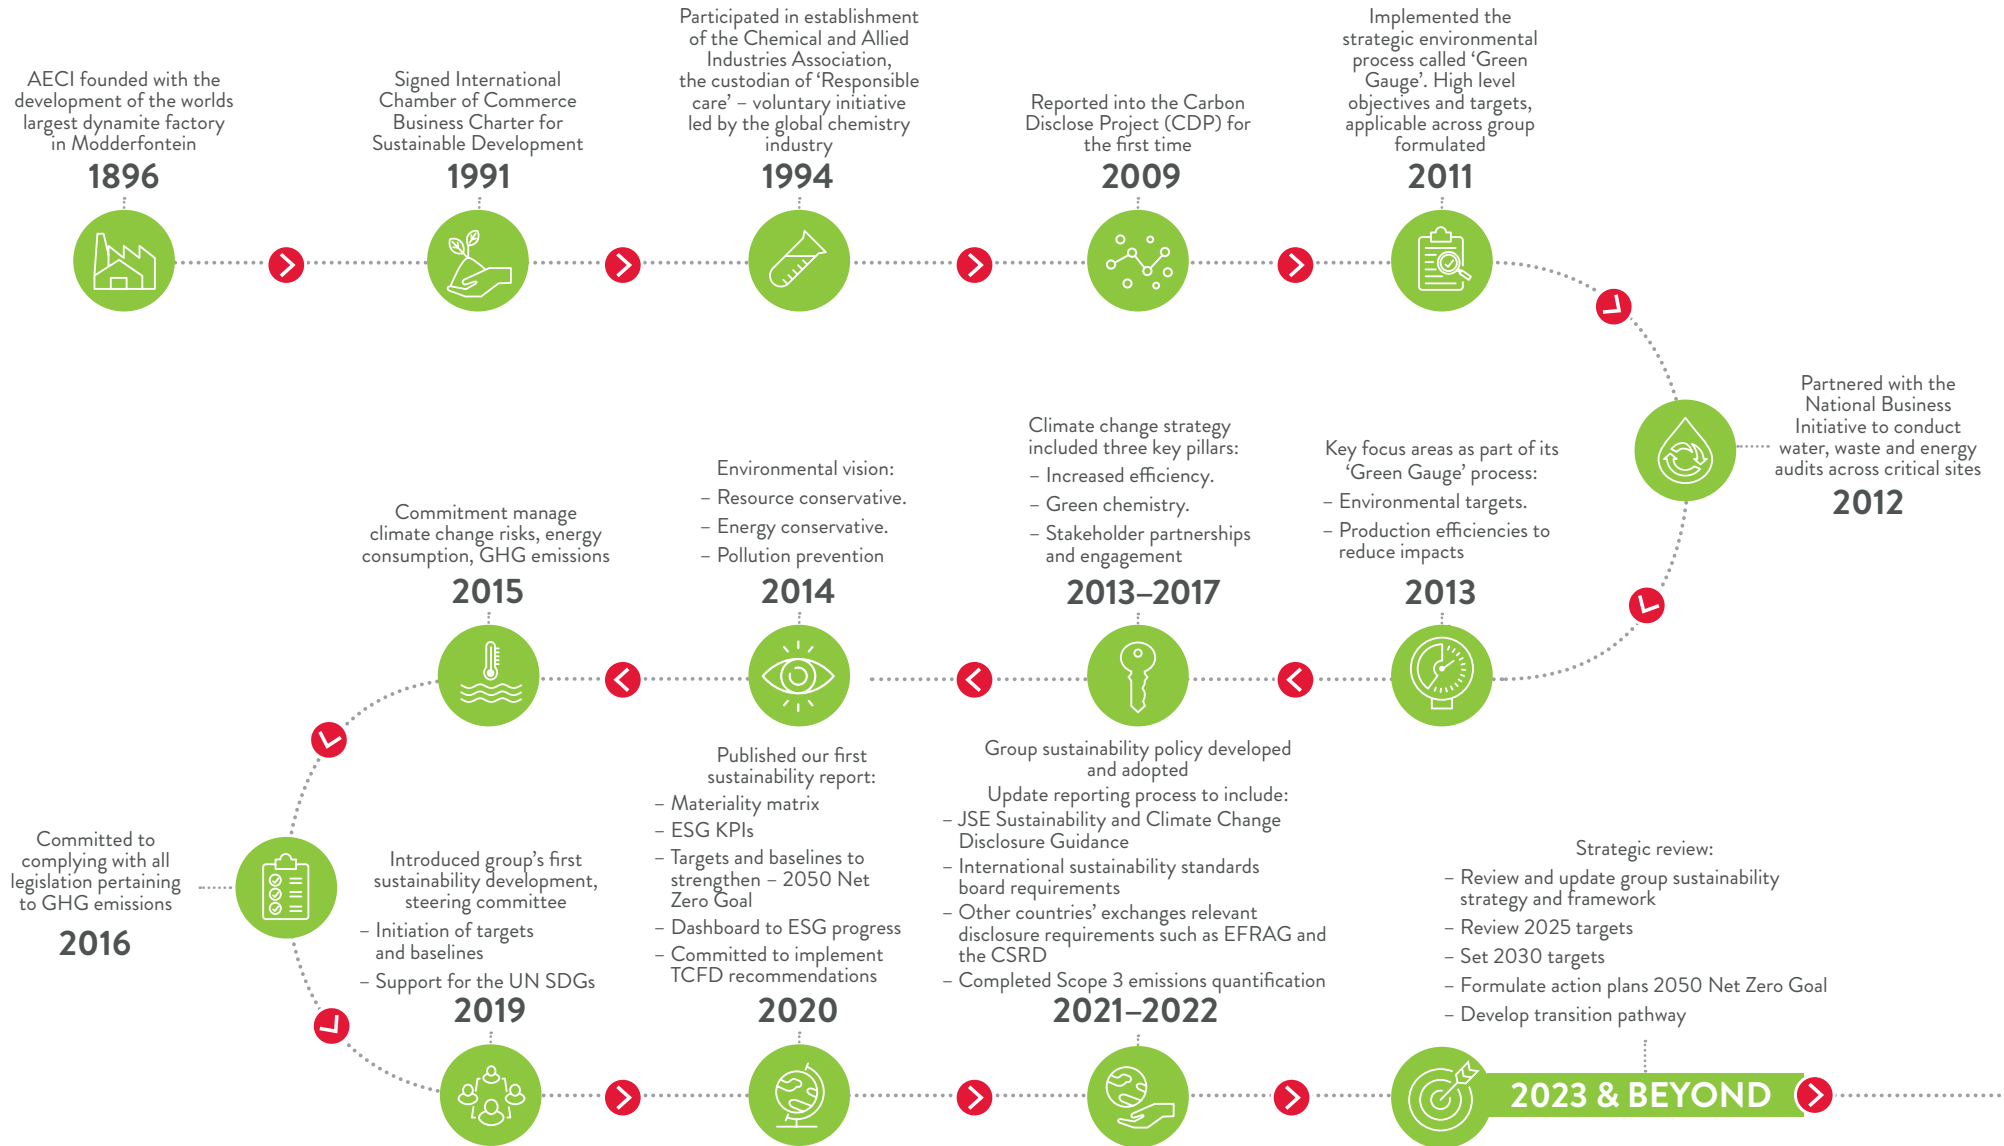 AECI founded with the
development of the worlds
largest dynamite factory
in Modderfontein
1896
Signed International
Chamber of Commerce
Business Charter for
Sustainable Development
1991
Participated in establishment
of the Chemical and Allied
Industries Association,
the custodian of ‘Responsible
care’ – voluntary initiative
led by the global chemistry
industry
1994
Reported into the Carbon
Disclose Project (CDP) for
the first time
2009
Implemented the
strategic environmental
process called ‘Green
Gauge’. High level
objectives and targets,
applicable across group
formulated
2011
Partnered with the
National Business
Initiative to conduct
water, waste and energy
audits across critical sites
2012
Key focus areas as part of its
‘Green Gauge’ process:
– Environmental targets.
– Production efficiencies to
reduce impacts
2013
Climate change strategy
included three key pillars:
– Increased efficiency.
– Green chemistry.
– Stakeholder partnerships
and engagement
2013–2017
Environmental vision:
– Resource conservative.
– Energy conservative.
– Pollution prevention
2014
Commitment manage
climate change risks, energy
consumption, GHG emissions
2015
Committed to
complying with all
legislation pertaining
to GHG emissions
2016
Introduced group’s first
sustainability development,
steering committee
– Initiation of targets
and baselines
– Support for the UN SDGs
2019
Published our first
sustainability report:
– Materiality matrix
– ESG KPIs
– Targets and baselines to
strengthen – 2050 Net
Zero Goal
– Dashboard to ESG progress
– Committed to implement
TCFD recommendations
2020
Group sustainability policy developed
and adopted
Update reporting process to include:
– JSE Sustainability and Climate Change
Disclosure Guidance
– International sustainability standards
board requirements
– Other countries’ exchanges relevant
disclosure requirements such as EFRAG and
the CSRD
– Completed Scope 3 emissions quantification
2021–2022
Strategic review:
– Review and update group sustainability
strategy and framework
– Review 2025 targets
– Set 2030 targets
– Formulate action plans 2050 Net Zero Goal
– Develop transition pathway
2023 & BEYOND